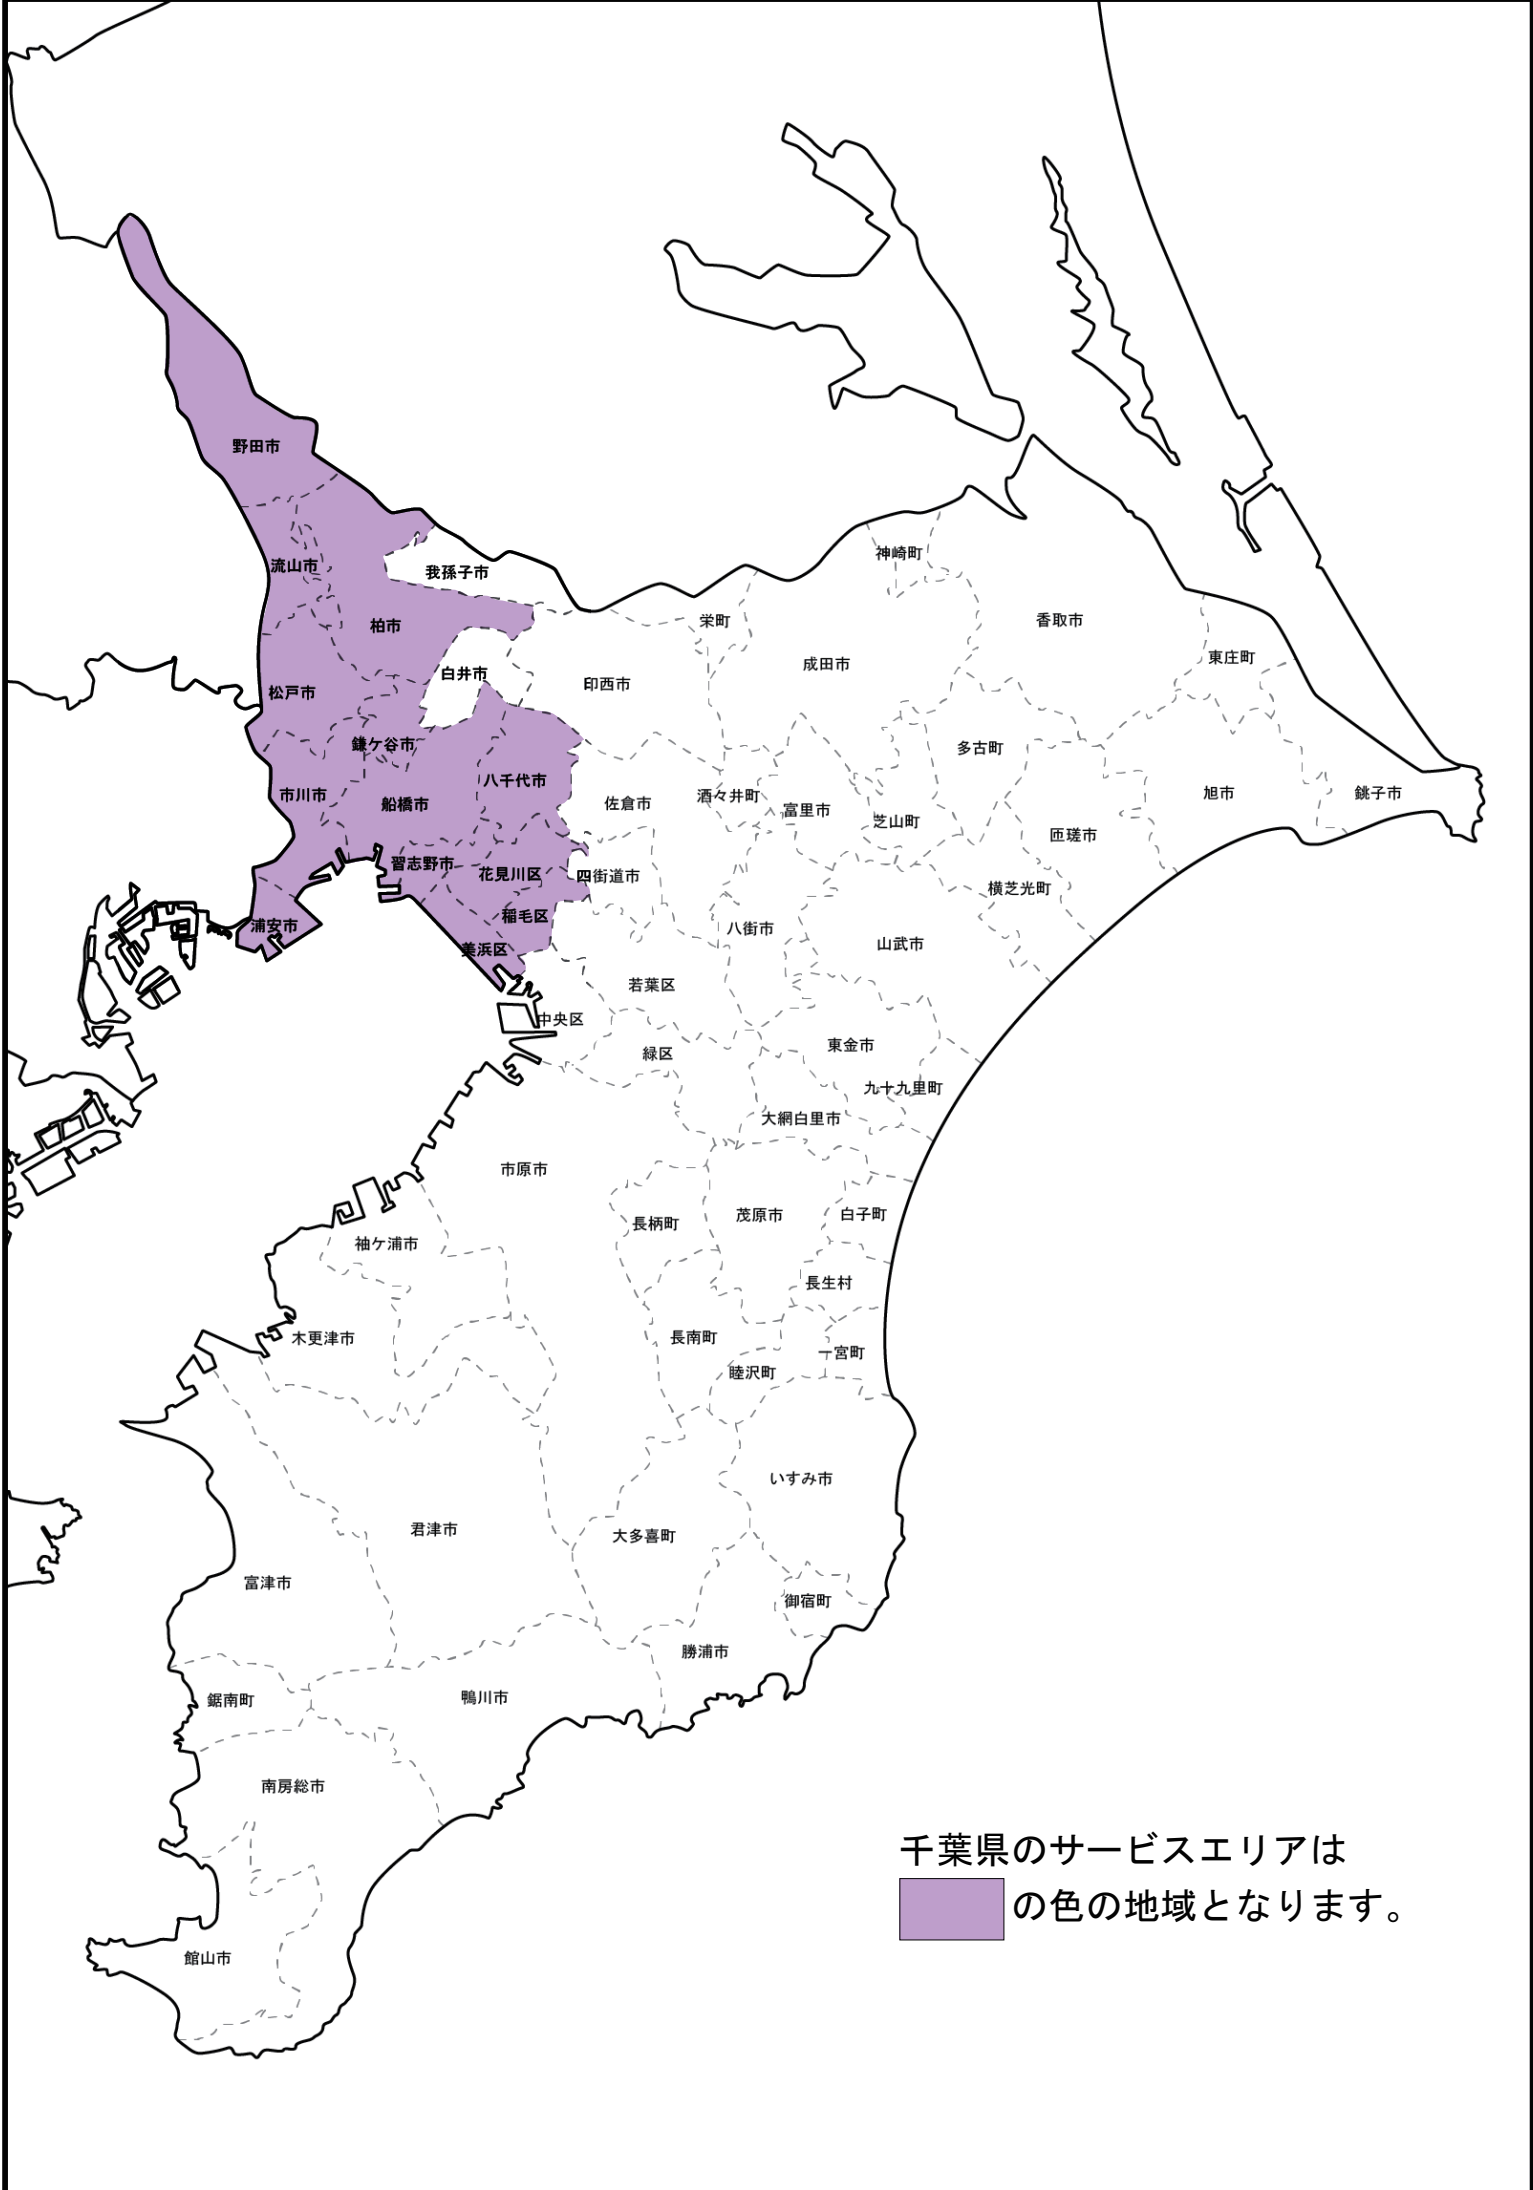 野田市
流山市
我孫子市
神崎町
柏市
栄町
香取市
成田市
東庄町
松戸市
白井市
印西市
鎌ケ谷市
多古町
八千代市
市川市
船橋市
佐倉市
酒々井町
富里市
芝山町
旭市
銚子市
匝瑳市
習志野市
花見川区
四街道市
横芝光町
稲毛区
浦安市
八街市
山武市
美浜区
若葉区
中央区
緑区
東金市
九十九里町
大網白里市
市原市
長柄町
茂原市
白子町
袖ケ浦市
長生村
木更津市
長南町
一宮町
睦沢町
いすみ市
君津市
大多喜町
富津市
御宿町
勝浦市
鋸南町
鴨川市
南房総市
館山市
千葉県のサービスエリアは
の色の地域となります。